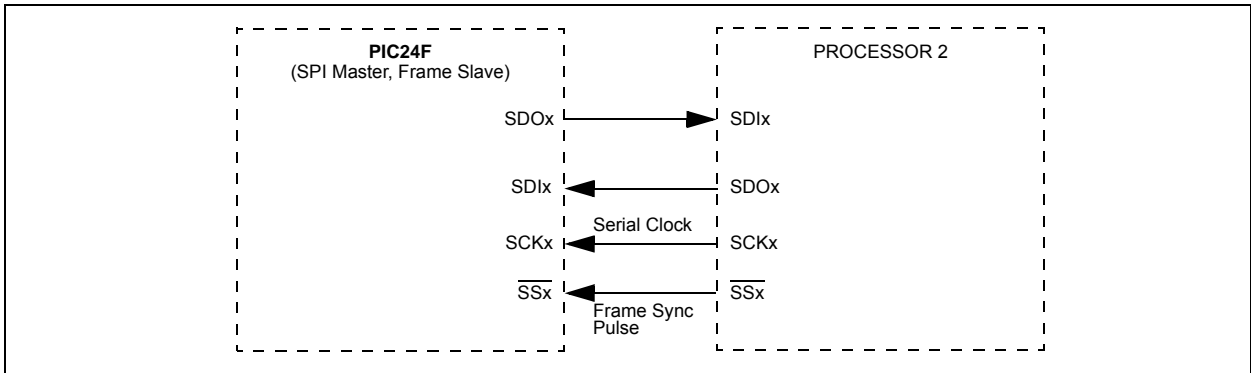 PIC24F
(SPI Master, Frame Slave)
PROCESSOR 2
SDOx
SDIx
SDIx
SDOx
Serial Clock
SCKx
SCKx
SSx
SSx
Frame Sync
Pulse